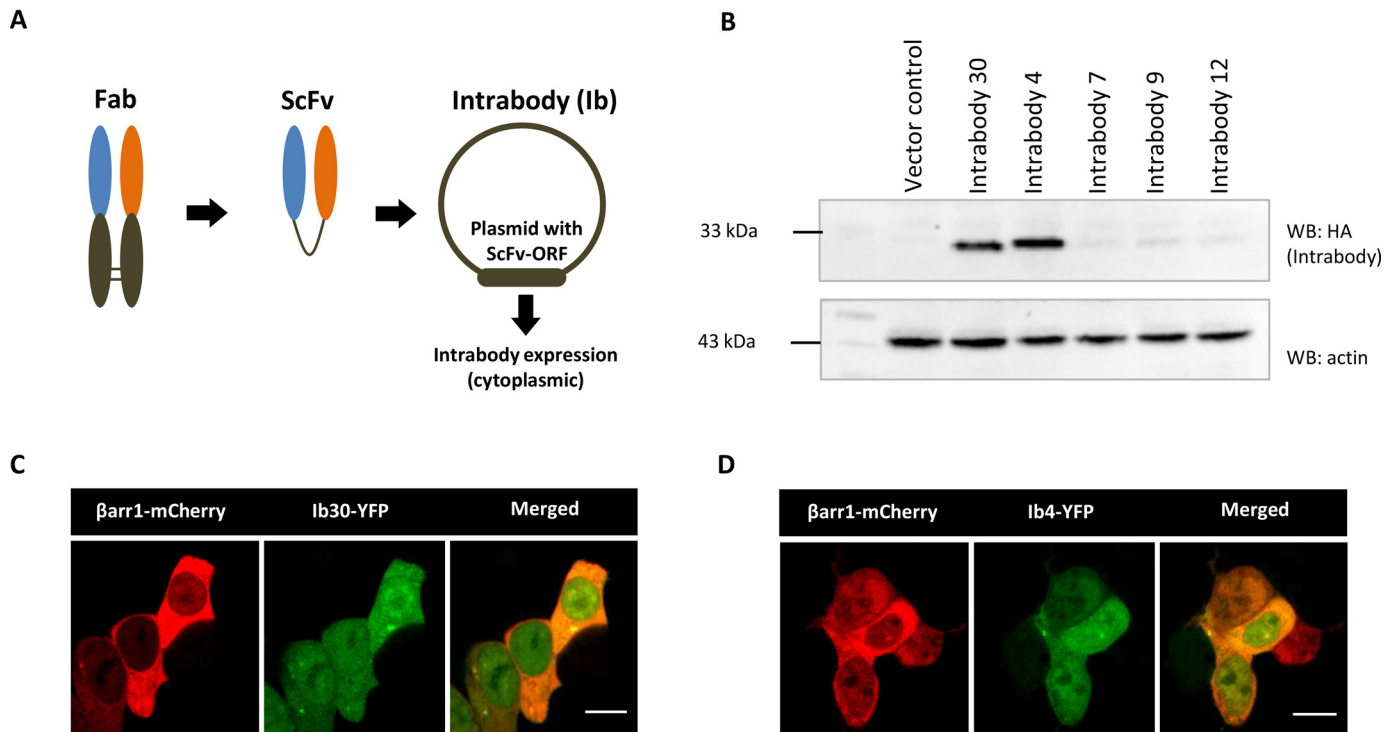 A
Fab
ScFv
Intrabody (Ib)
Plasmid with
ScFv-ORF
Intrabody expression
(cytoplasmic)
B
Vector control
Intrabody 30
Intrabody 4
Intrabody 7
Intrabody 9
Intrabody 12
33 kDa
WB: HA
(Intrabody)
43 kDa
WB: actin
C
βarr1-mCherry
Ib30-YFP
Merged
D
βarr1-mCherry
Ib4-YFP
Merged